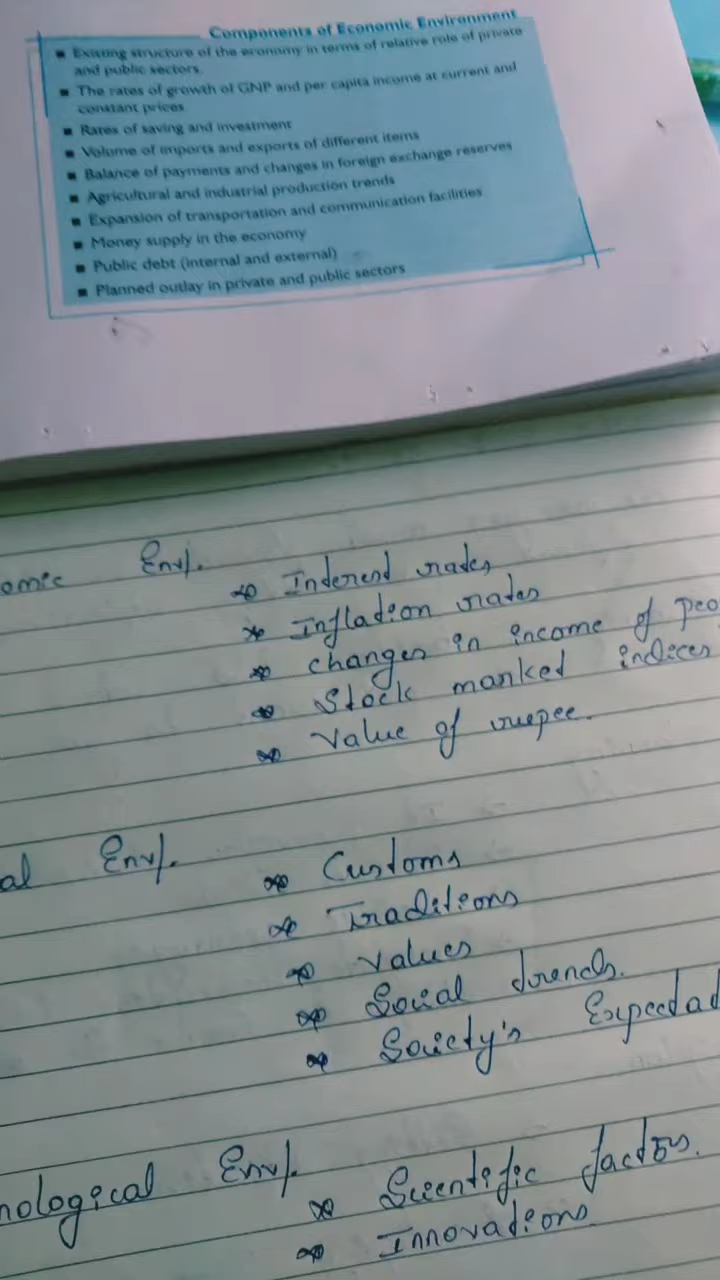 Components of Economic Environment
■ Existing structure of the economy in terms of relative role of private
and public sectors
■ The rates of growth of GNP and per capita income at current and
constant prices
■ Rates of saving and investment
■ Volume of imports and exports of different items
■ Balance of payments and changes in foreign exchange reserves
■ Agricultural and industrial production trends
■ Expansion of transportation and communication facilities
■ Money supply in the economy
■ Public debt (internal and external)
■ Planned outlay in private and public sectors
omic Env/.
Interest rates
Inflation rates
changes in income of peo
Stock market indices
Value of rupee.
al Env/.
Customs
Traditions
Values
Social trends.
Society's Expectat
nological Env/.
Scientific factors.
Innovations